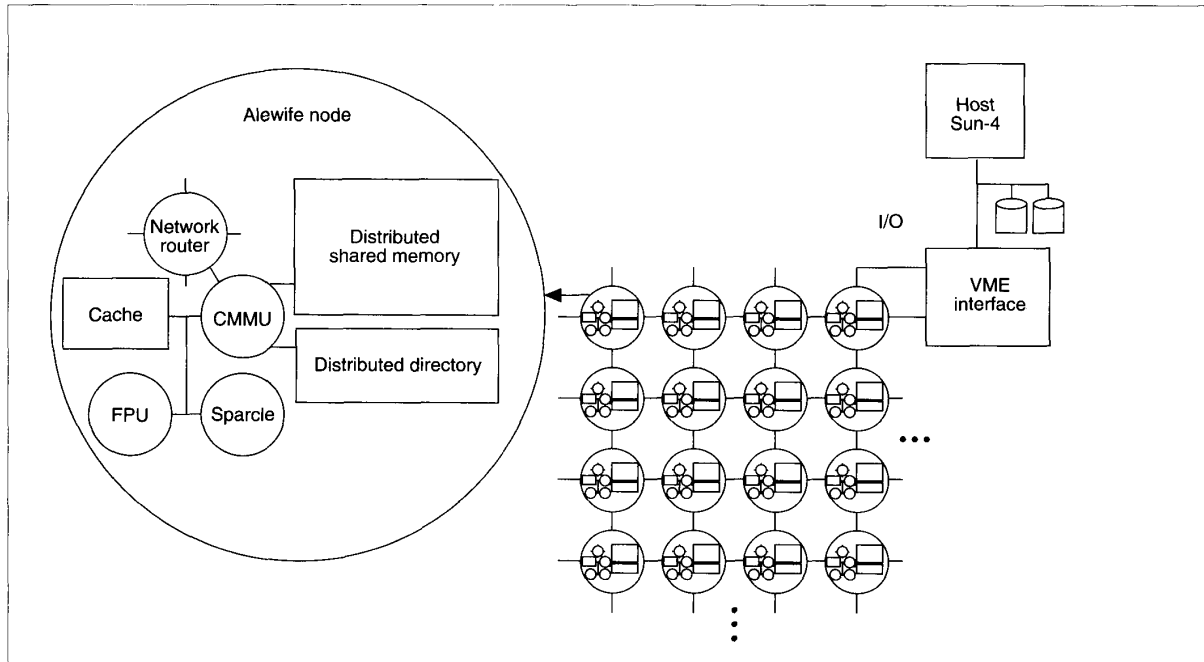 Alewife node
Network
router
Distributed
shared memory
Cache
CMMU
Distributed directory
FPU
Sparcle
Host
Sun-4
I/O
VME
interface